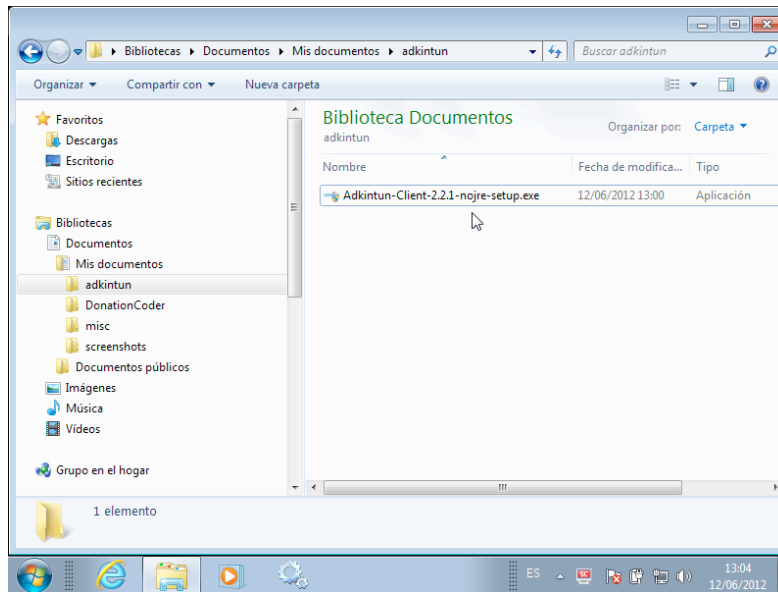 Bibliotecas Documentos Mis documentos adkintun
Buscar adkintun
Organizar Compartir con Nueva carpeta
Favoritos
Descargas
Escritorio
Sitios recientes
Bibliotecas
Documentos
Mis documentos
adkintun
DonationCoder
misc
screenshots
Documentos públicos
Imágenes
Música
Vídeos
Grupo en el hogar
Biblioteca Documentos
adkintun
Organizar por: Carpeta
Nombre Fecha de modifica... Tipo
Adkintun-Client-2.2.1-nojre-setup.exe 12/06/2012 13:00 Aplicación
1 elemento
ES
SC
13:04
12/06/2012